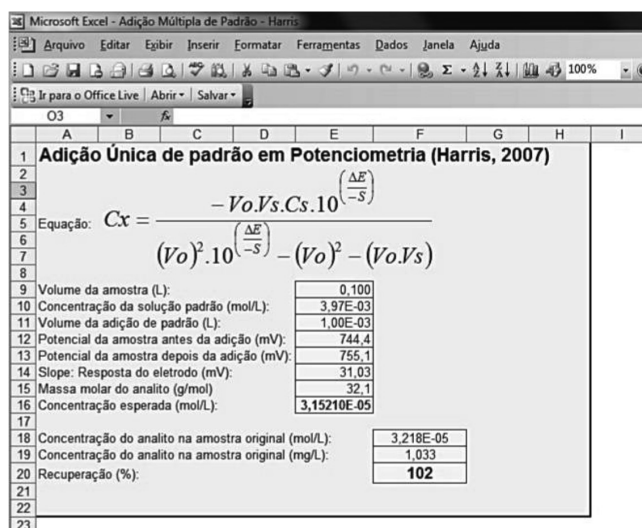 Microsoft Excel - Adição Múltipla de Padrão - Harris
Arquivo Editar Exibir Inserir Formatar Ferramentas Dados Janela Ajuda
Σ 100%
Ir para o Office Live Abrir Salvar
O3 fx
A B C D E F G H I
1 Adição Única de padrão em Potenciometria (Harris, 2007)
2
3
4
5 Equação: Cx = - Vo.Vs.Cs.10^(ΔE/-S) / (Vo)².10^(ΔE/-S) - (Vo)² - (Vo.Vs)
6
7
8
9 Volume da amostra (L): 0,100
10 Concentração da solução padrão (mol/L): 3,97E-03
11 Volume da adição de padrão (L): 1,00E-03
12 Potencial da amostra antes da adição (mV): 744,4
13 Potencial da amostra depois da adição (mV): 755,1
14 Slope: Resposta do eletrodo (mV): 31,03
15 Massa molar do analito (g/mol) 32,1
16 Concentração esperada (mol/L): 3,15210E-05
17
18 Concentração do analito na amostra original (mol/L): 3,218E-05
19 Concentração do analito na amostra original (mg/L): 1,033
20 Recuperação (%): 102
21
22
23